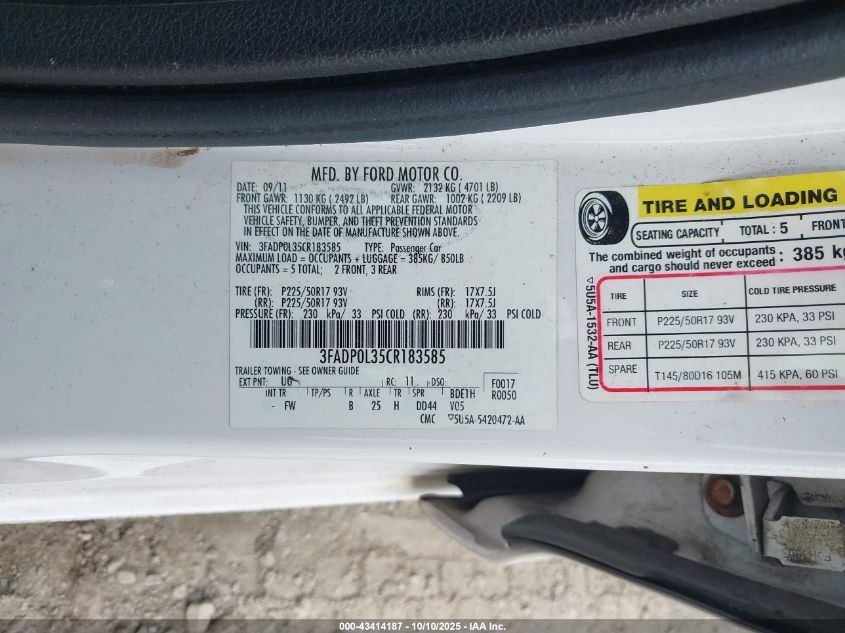 MFD. BY FORD MOTOR CO.
DATE: 09/11 GVWR: 2132 KG ( 4701 LB)
FRONT GAWR: 1130 KG ( 2492 LB) REAR GAWR: 1002 KG ( 2209 LB)
THIS VEHICLE CONFORMS TO ALL APPLICABLE FEDERAL MOTOR
VEHICLE SAFETY, BUMPER, AND THEFT PREVENTION STANDARDS
IN EFFECT ON THE DATE OF MANUFACTURE SHOWN ABOVE.
VIN: 3FADP0L35CR183585 TYPE: Passenger Car
MAXIMUM LOAD = OCCUPANTS + LUGGAGE = 385KG/ 850LB
OCCUPANTS = 5 TOTAL; 2 FRONT, 3 REAR
TIRE (FR): P225/50R17 93V RIMS (FR): 17X7.5J
(RR): P225/50R17 93V (RR): 17X7.5J
PRESSURE (FR): 230 kPa/ 33 PSI COLD (RR): 230 kPa/ 33 PSI COLD
3FADP0L35CR183585
TRAILER TOWING - SEE OWNER GUIDE
EXT PNT: UG RC: 11 DSO: F0017
INT TR TP/PS R AXLE TR SPR BDE1H R0050
- FW B 25 H DD44 V05
CMC ▽5U5A-5420472-AA
TIRE AND LOADING
SEATING CAPACITY TOTAL : 5 FRONT
The combined weight of occupants and cargo should never exceed : 385 kg
▽5U5A-1532-AA (TLU)
TIRE SIZE COLD TIRE PRESSURE
FRONT P225/50R17 93V 230 KPA, 33 PSI
REAR P225/50R17 93V 230 KPA, 33 PSI
SPARE T145/80D16 105M 415 KPA, 60 PSI
000-43414187 - 10/10/2025 - IAA Inc.